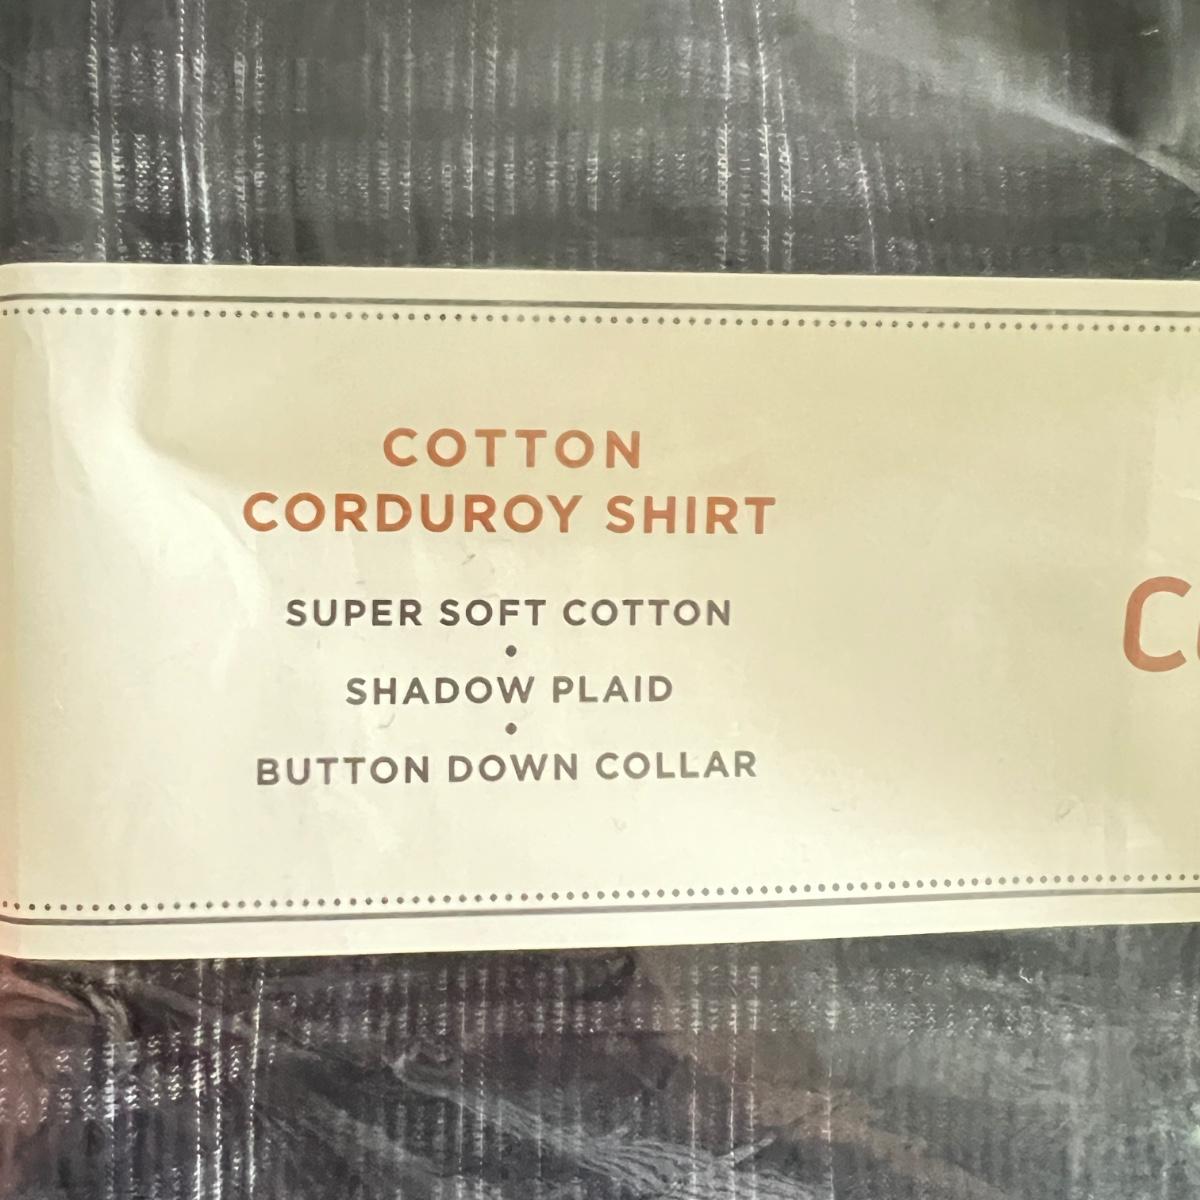 COTTON
CORDUROY SHIRT
SUPER SOFT COTTON
•
SHADOW PLAID
•
BUTTON DOWN COLLAR